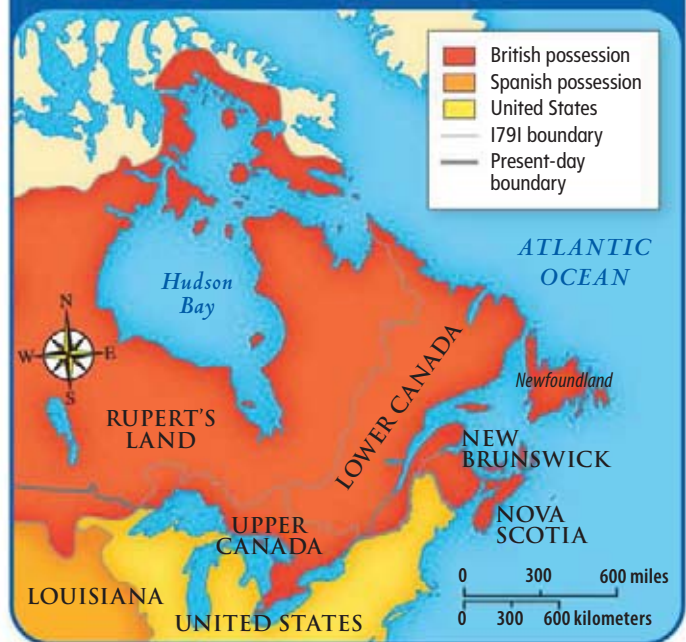 British possession
Spanish possession
United States
1791 boundary
Present-day
boundary
ATLANTIC
OCEAN
Hudson
Bay
N
W
E
S
Newfoundland
LOWER CANADA
RUPERT'S
LAND
NEW
BRUNSWICK
UPPER
CANADA
NOVA
SCOTIA
LOUISIANA
UNITED STATES
0 300 600 miles
0 300 600 kilometers